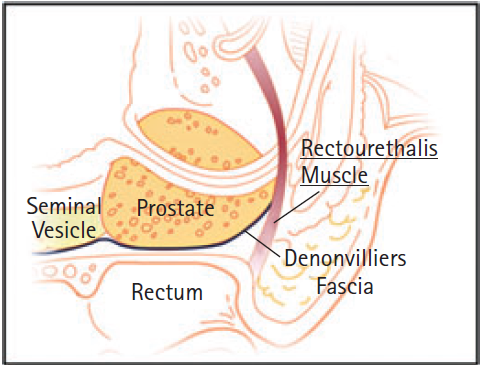 Rectourethalis
Muscle
Seminal
Vesicle
Prostate
Denonvilliers
Fascia
Rectum